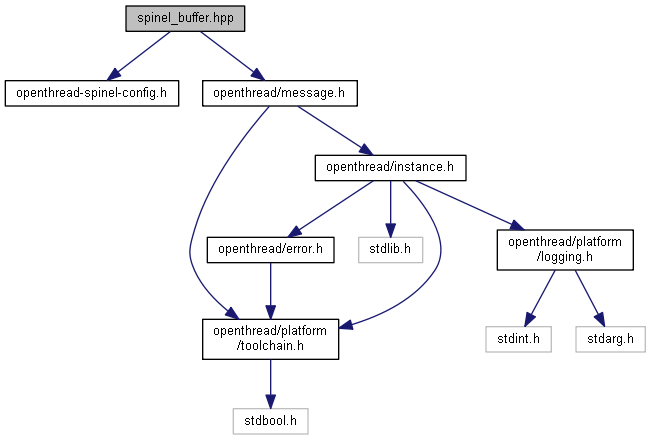 spinel_buffer.hpp
openthread-spinel-config.h
openthread/message.h
openthread/instance.h
openthread/error.h
stdlib.h
openthread/platform
/logging.h
openthread/platform
/toolchain.h
stdint.h
stdarg.h
stdbool.h